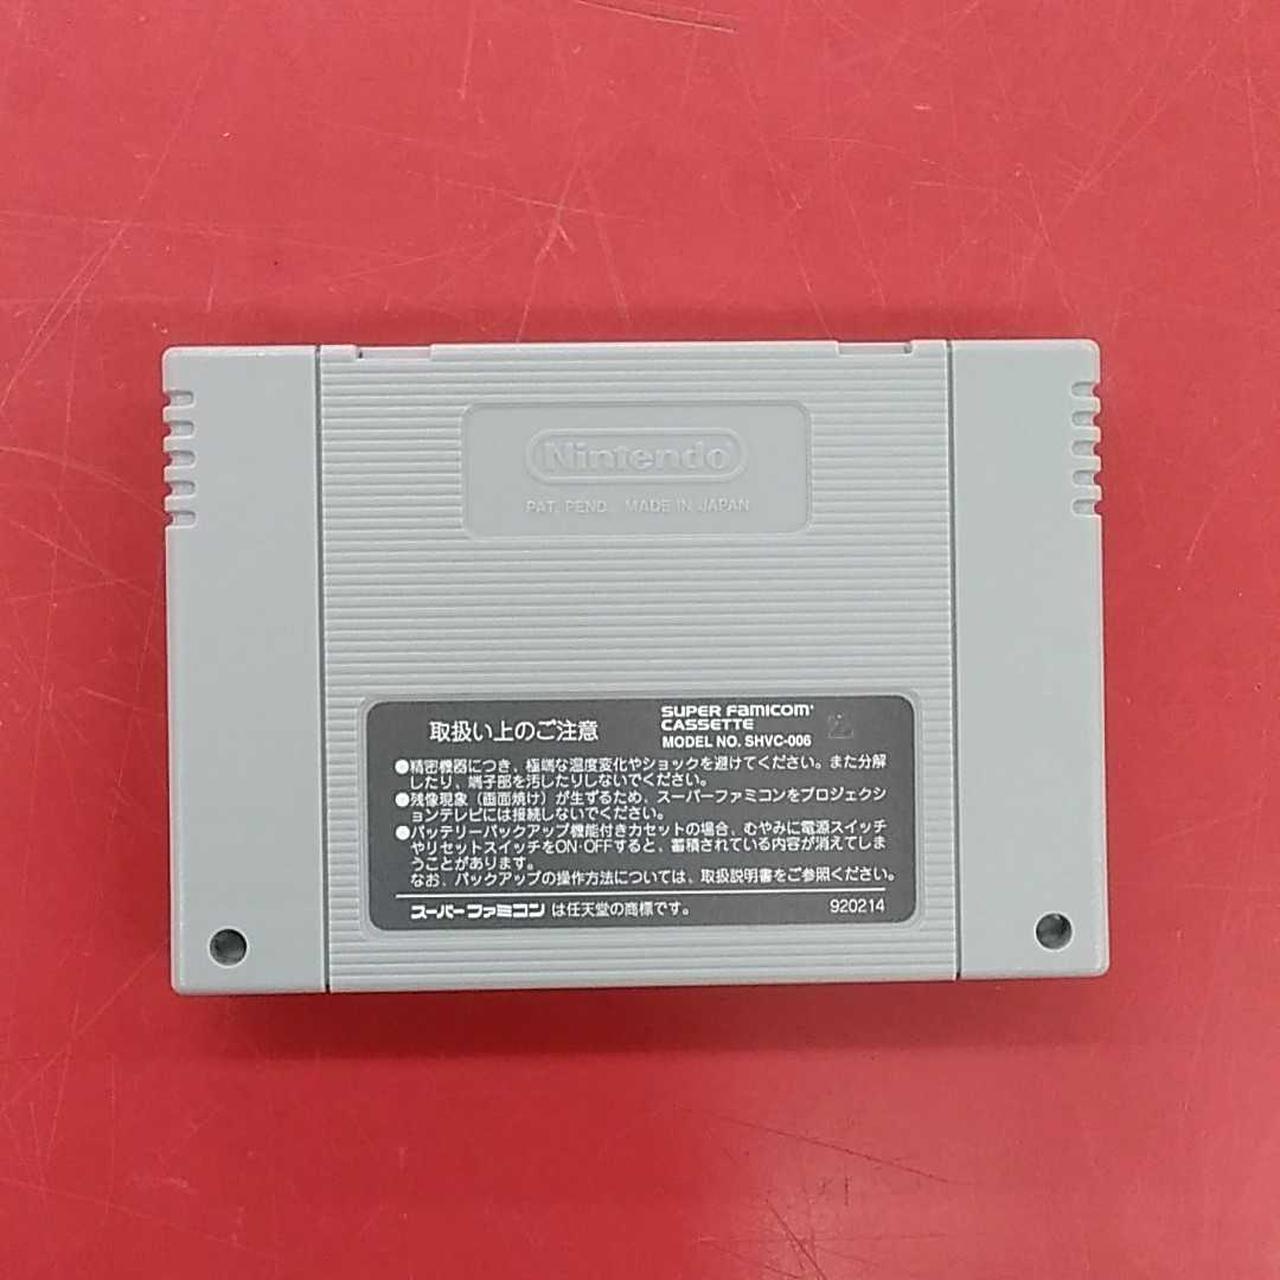 Nintendo
PAT. PEND. MADE IN JAPAN
取扱い上のご注意
SUPER FAMICOM
CASSETTE
MODEL NO. SHVC-006
●精密機器につき、極端な温度変化やショックを避けてください。また分解
したり、端子部を汚したりしないでください。
●残像現象（画面焼け）が生ずるため、スーパーファミコンをプロジェクシ
ョンテレビには接続しないでください。
●バッテリーバックアップ機能付きカセットの場合、むやみに電源スイッチ
やリセットスイッチをON・OFFすると、蓄積されている内容が消えてしま
うことがあります。
なお、バックアップの操作方法については、取扱説明書をご参照ください。
スーパーファミコン は任天堂の商標です。
920214